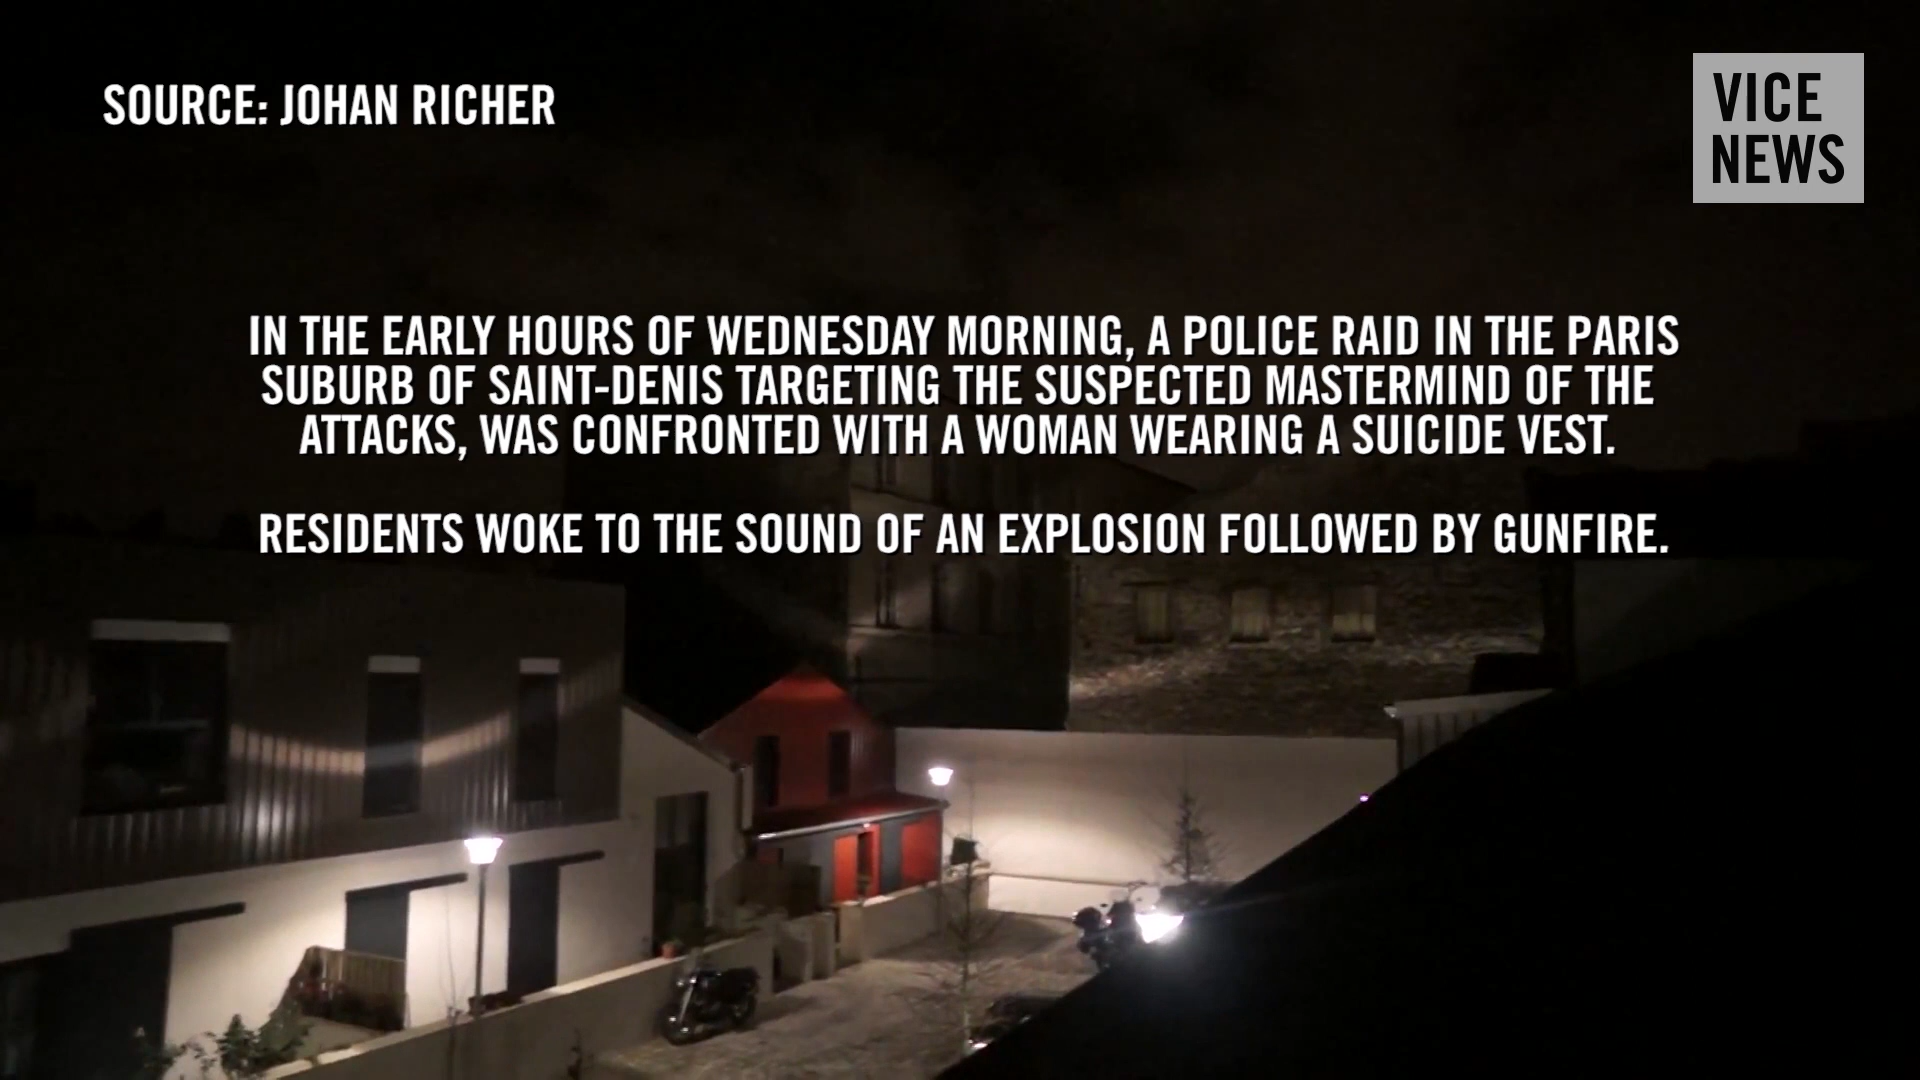 SOURCE: JOHAN RICHER
VICE
NEWS
IN THE EARLY HOURS OF WEDNESDAY MORNING, A POLICE RAID IN THE PARIS
SUBURB OF SAINT-DENIS TARGETING THE SUSPECTED MASTERMIND OF THE
ATTACKS, WAS CONFRONTED WITH A WOMAN WEARING A SUICIDE VEST.
RESIDENTS WOKE TO THE SOUND OF AN EXPLOSION FOLLOWED BY GUNFIRE.